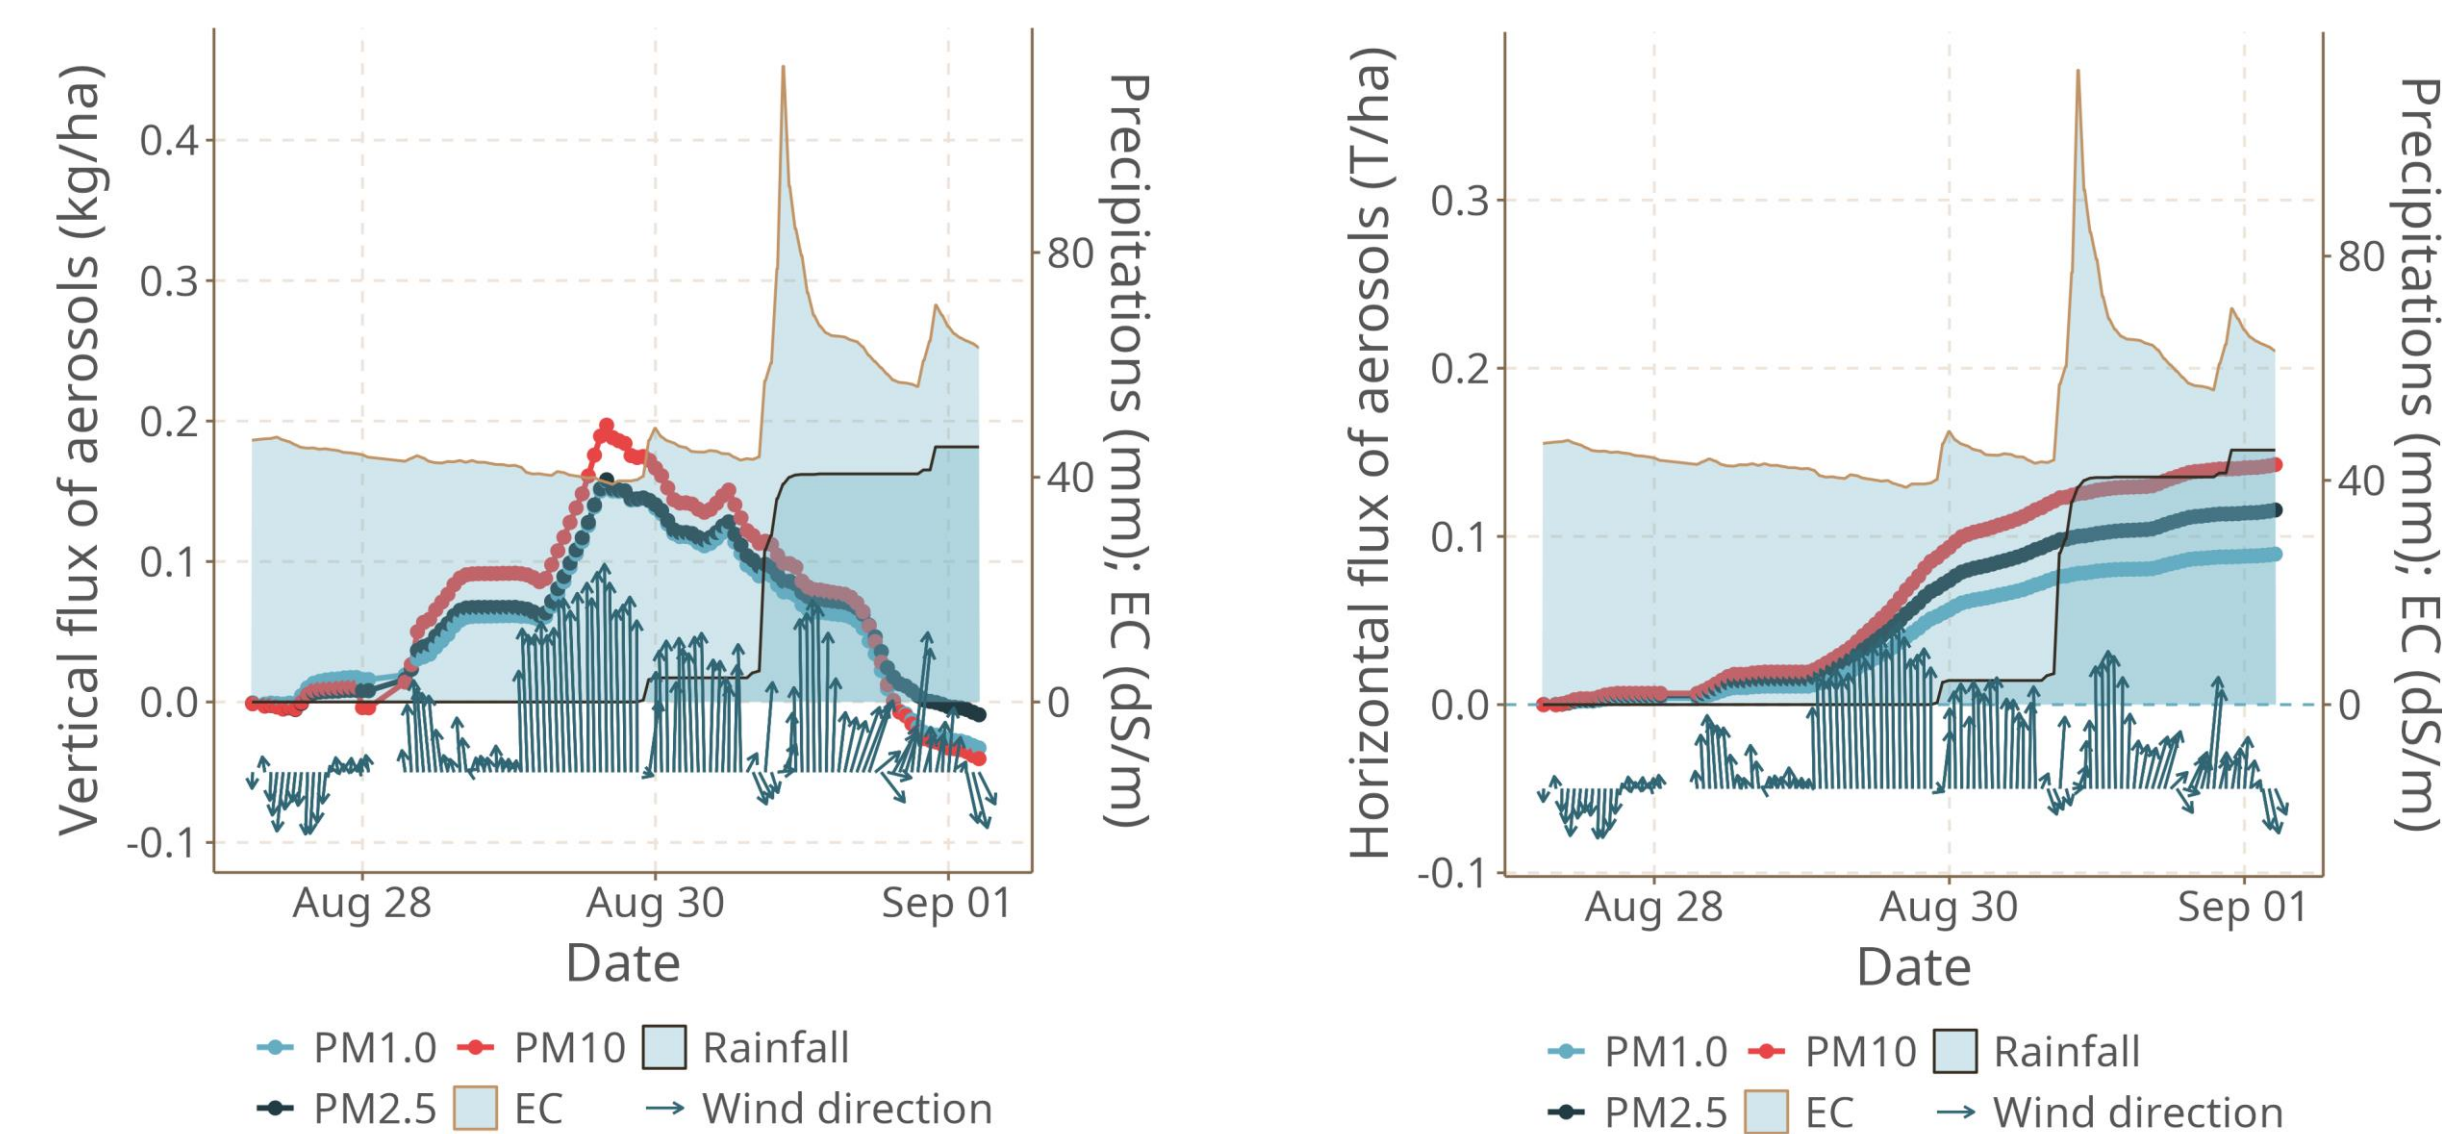 Vertical flux of aerosols (kg/ha)
0.4
0.3
0.2
0.1
0.0
-0.1
80
40
0
Precipitations (mm); EC (dS/m)
Aug 28 Aug 30 Sep 01
Date
PM1.0 PM10 Rainfall
PM2.5 EC Wind direction
Horizontal flux of aerosols (T/ha)
0.3
0.2
0.1
0.0
-0.1
80
40
0
Precipitations (mm); EC (dS/m)
Aug 28 Aug 30 Sep 01
Date
PM1.0 PM10 Rainfall
PM2.5 EC Wind direction